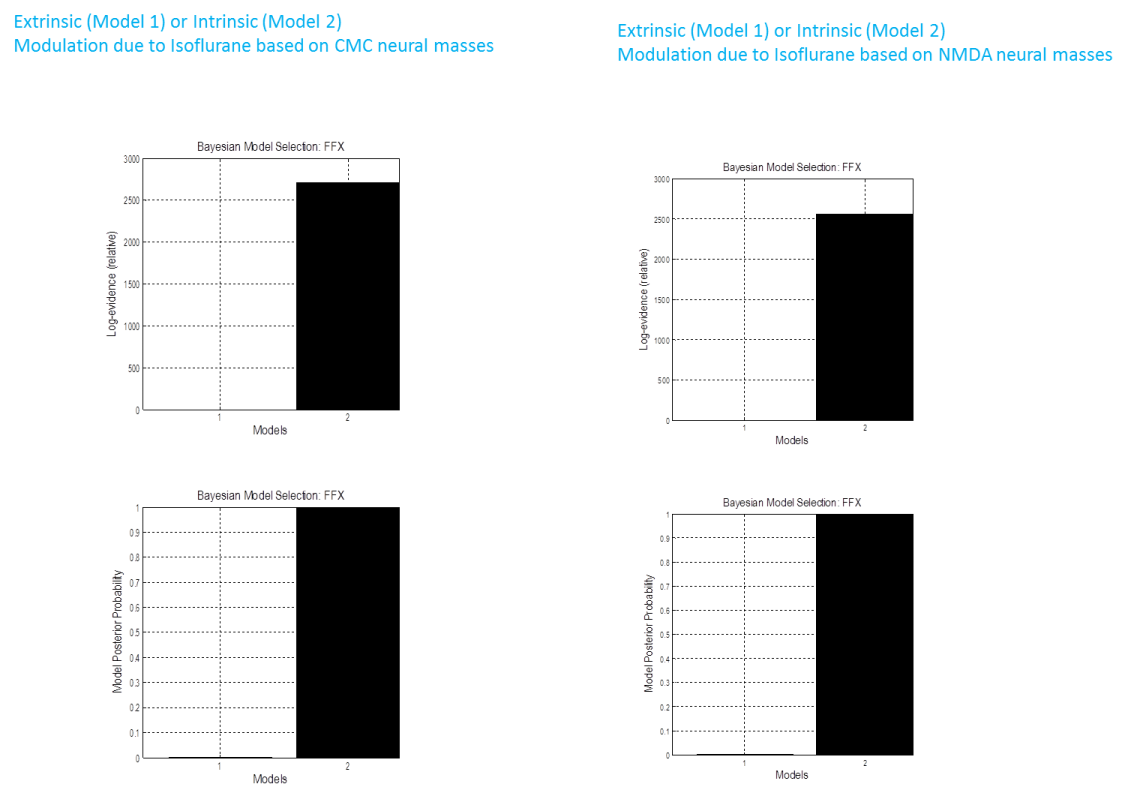 Extrinsic (Model 1) or Intrinsic (Model 2)
Modulation due to Isoflurane based on CMC neural masses
Extrinsic (Model 1) or Intrinsic (Model 2)
Modulation due to Isoflurane based on NMDA neural masses
Bayesian Model Selection: FFX
3000
2500
2000
1500
1000
500
0
Log-evidence (relative)
1 2
Models
Bayesian Model Selection: FFX
3000
2500
2000
1500
1000
500
0
Log-evidence (relative)
1 2
Models
Bayesian Model Selection: FFX
1
0.9
0.8
0.7
0.6
0.5
0.4
0.3
0.2
0.1
0
Model Posterior Probability
1 2
Models
Bayesian Model Selection: FFX
1
0.9
0.8
0.7
0.6
0.5
0.4
0.3
0.2
0.1
0
Model Posterior Probability
1 2
Models